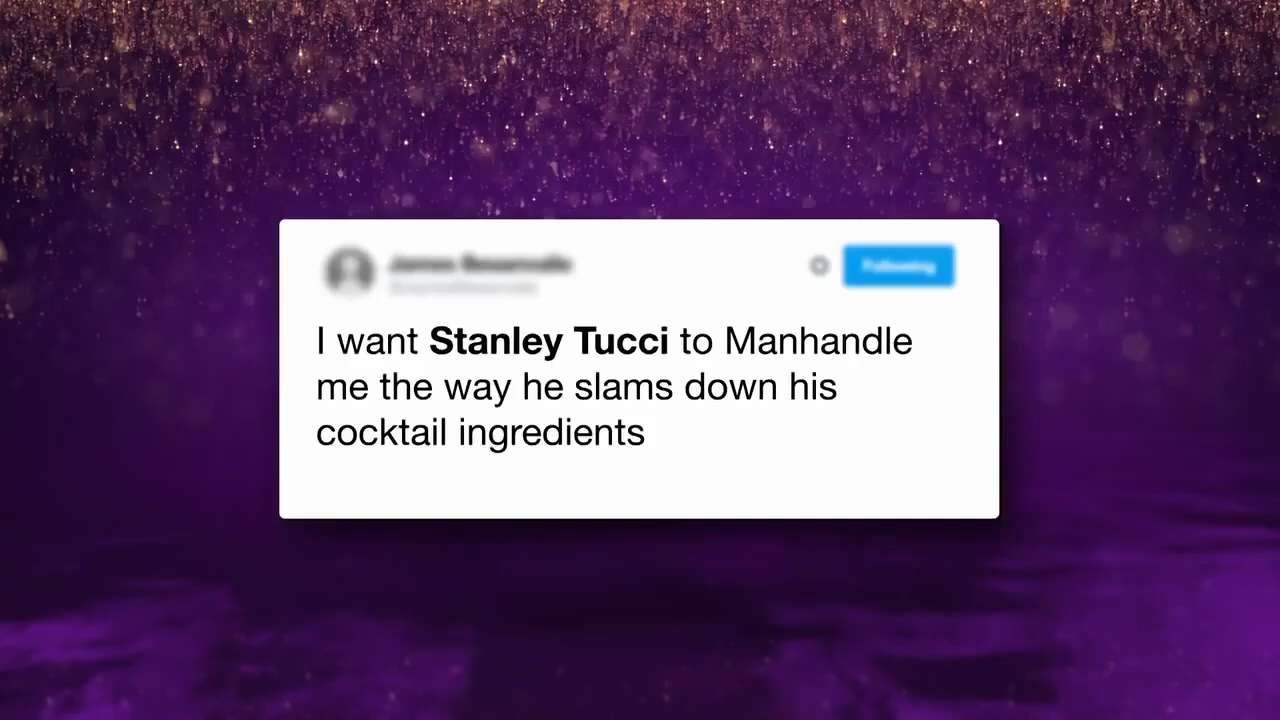 I want Stanley Tucci to Manhandle
me the way he slams down his
cocktail ingredients